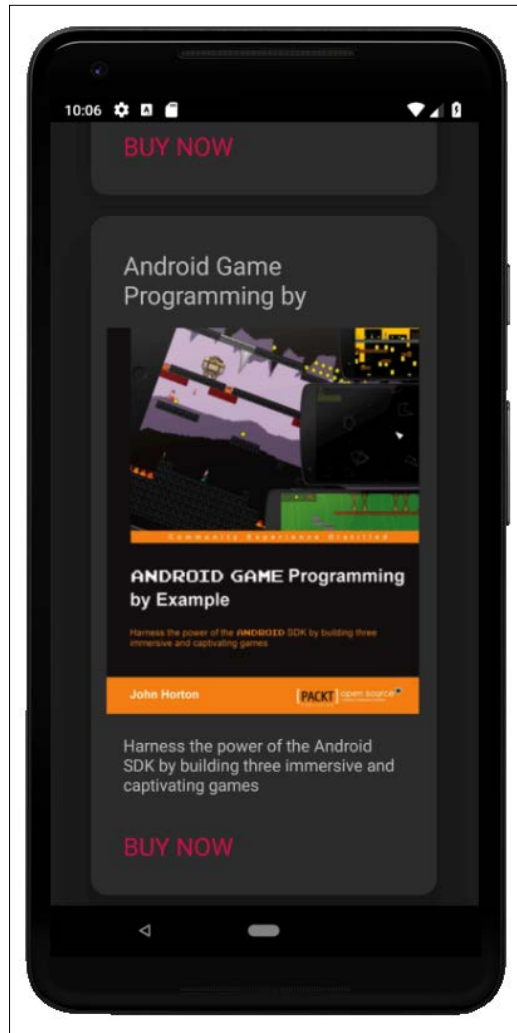 10:06
BUY NOW
Android Game
Programming by
Community Experience Distilled
ANDROID GAME Programming
by Example
Harness the power of the ANDROID SDK by building three
immersive and captivating games
John Horton
[PACKT] open source
Harness the power of the Android
SDK by building three immersive and
captivating games
BUY NOW